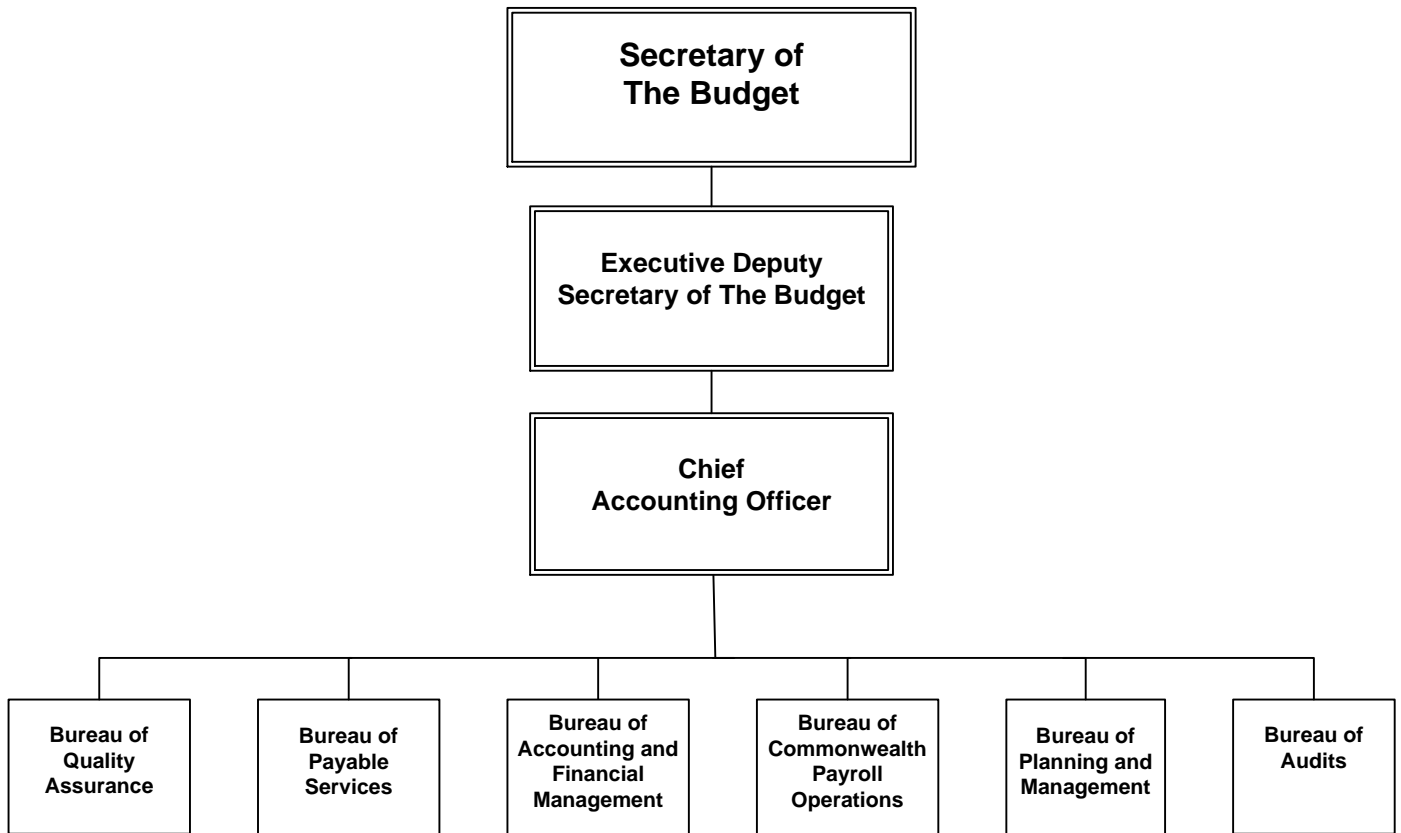 Secretary of
The Budget
Executive Deputy
Secretary of The Budget
Chief
Accounting Officer
Bureau of
Quality
Assurance
Bureau of
Payable
Services
Bureau of
Accounting and
Financial
Management
Bureau of
Commonwealth
Payroll
Operations
Bureau of
Planning and
Management
Bureau of
Audits